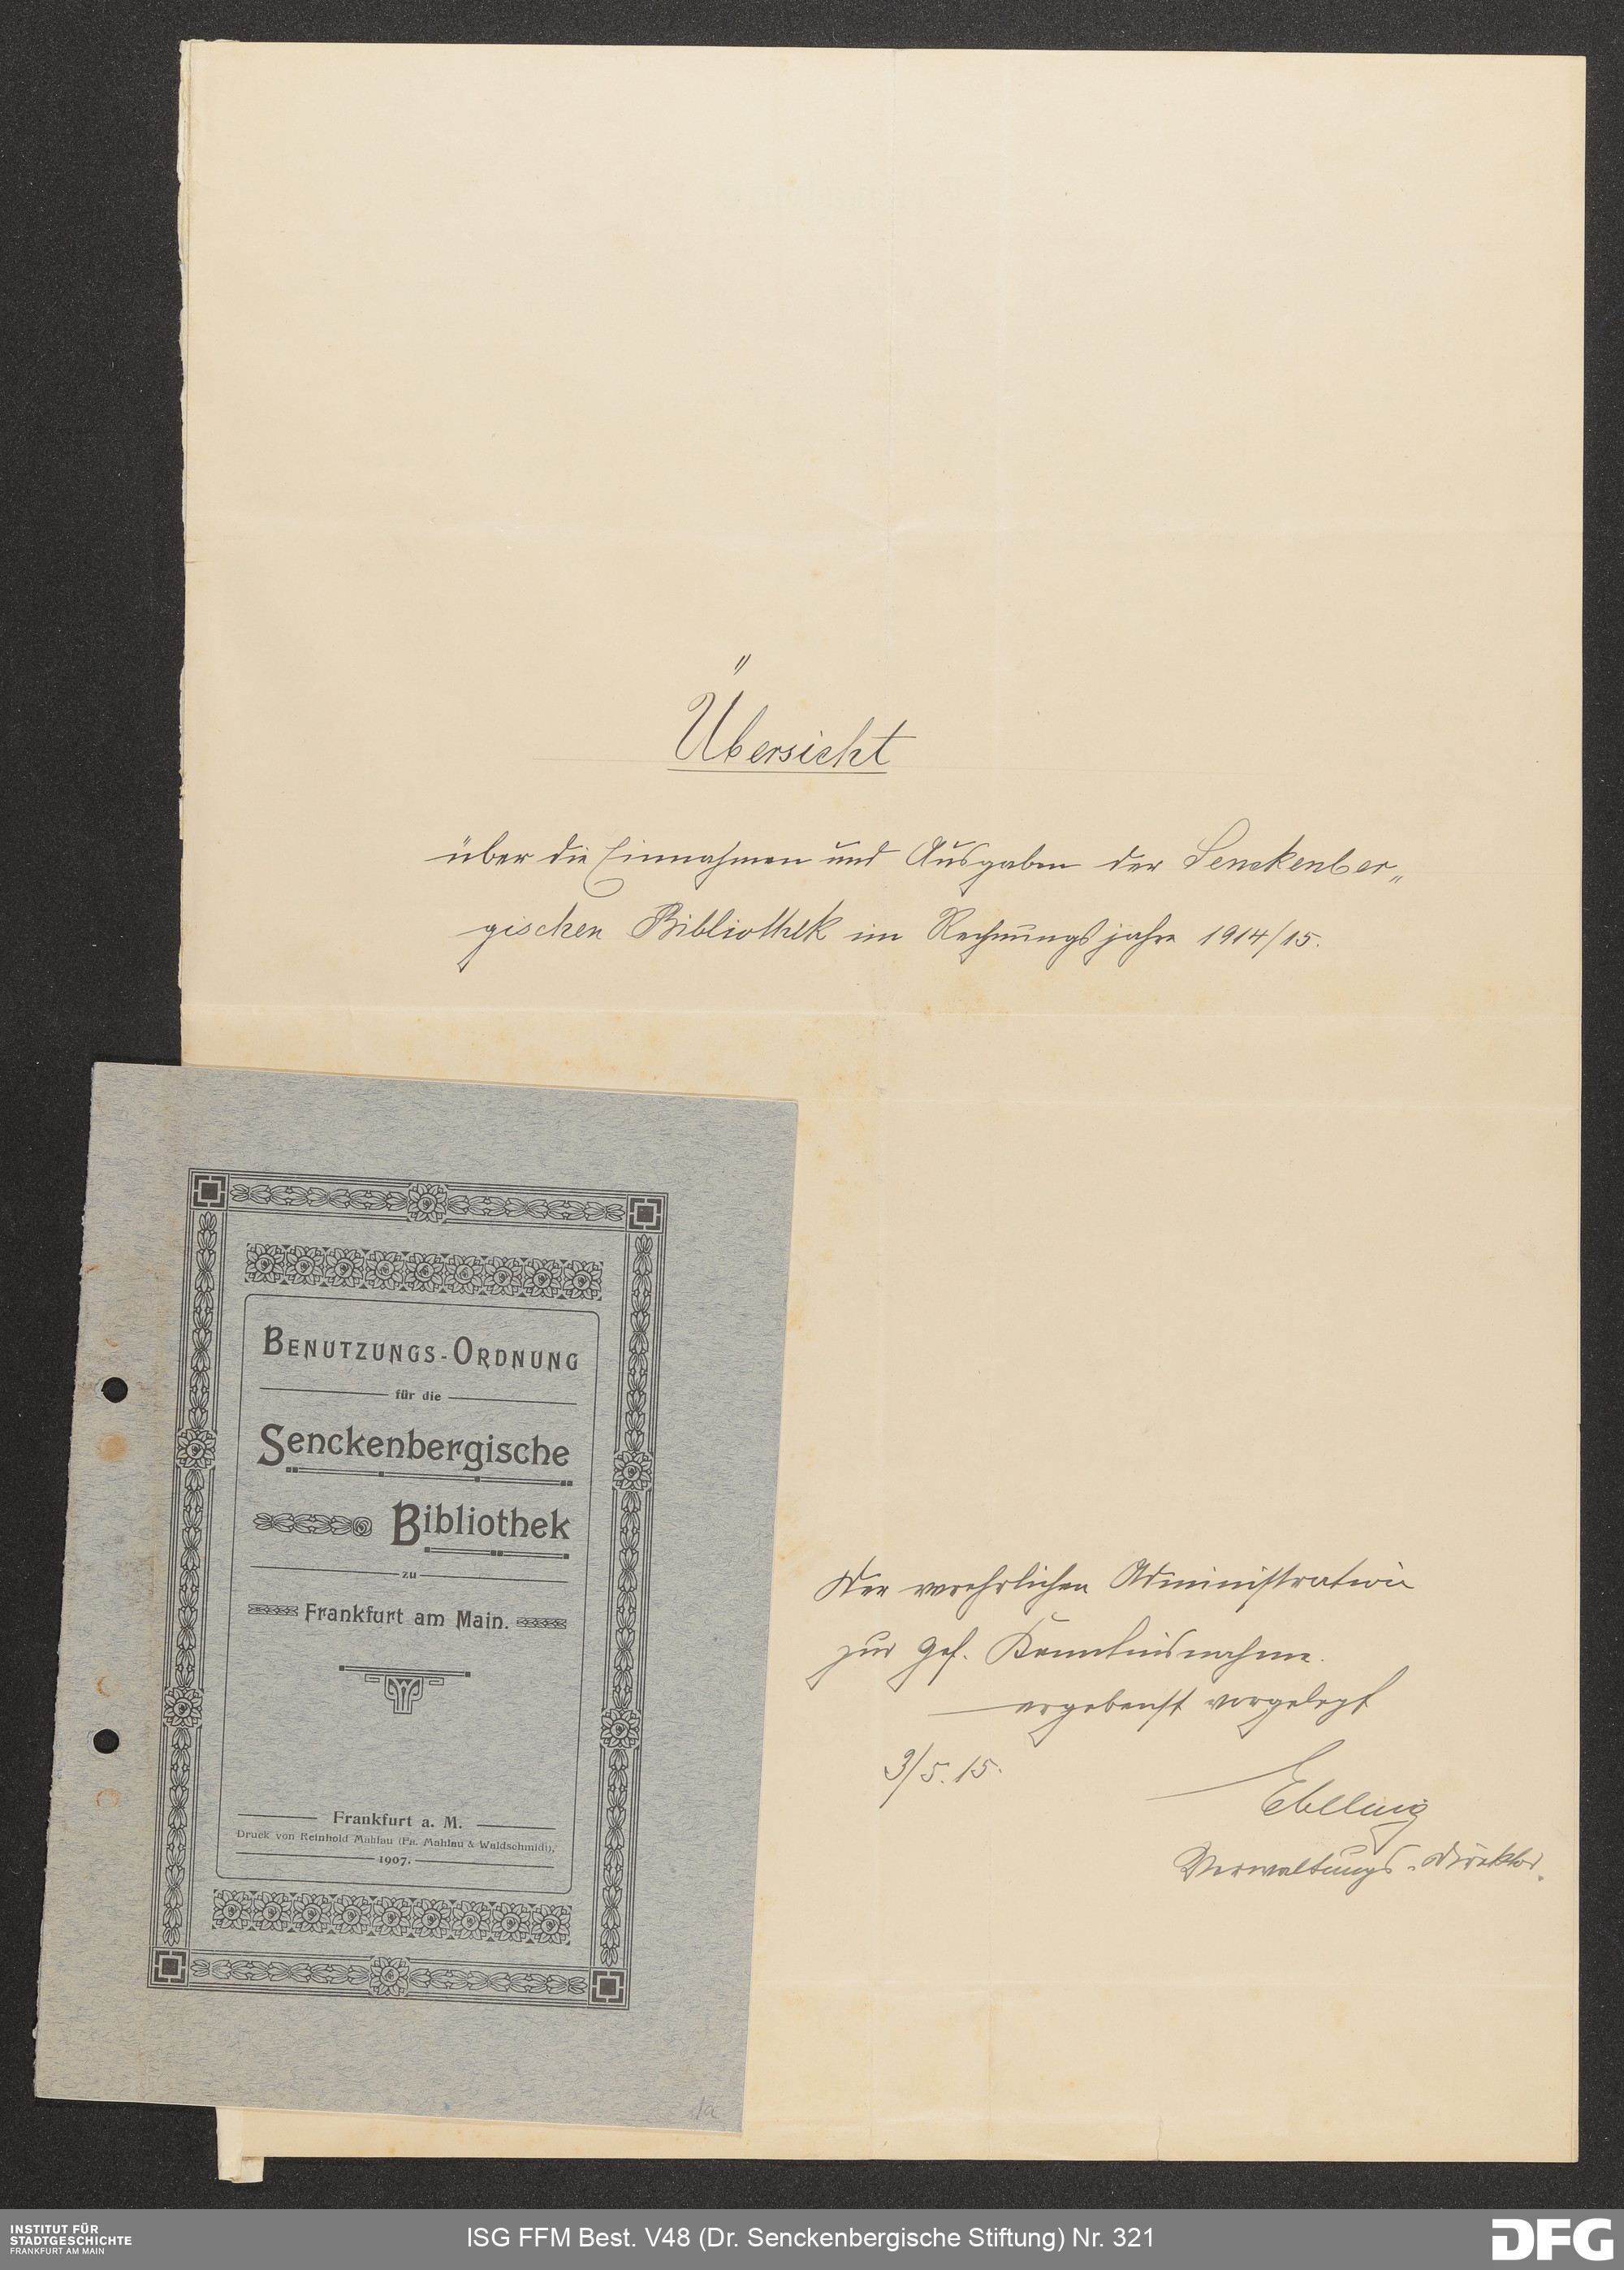 Übersicht
über die Einnahmen und Ausgaben der Senckenber„
gischen Bibliothek im Rechnungsjahre 1914/15.
Der verehrlichen Administration
zur gef. Kenntnisnahme.
ergebenst vorgelegt
3/5.15.
Ebeling
Verwaltungs-Direktor.
BENUTZUNGS-ORDNUNG
für die
Senckenbergische
Bibliothek
zu
Frankfurt am Main.
Frankfurt a. M.
Druck von Reinhold Mahlau (Fa. Mahlau & Waldschmidt),
1907.
1a
INSTITUT FÜR
STADTGESCHICHTE
FRANKFURT AM MAIN
ISG FFM Best. V48 (Dr. Senckenbergische Stiftung) Nr. 321
DFG